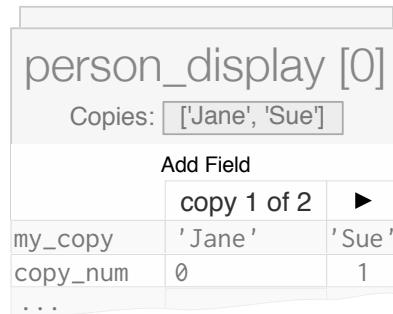 person_display [0]
Copies: ['Jane', 'Sue']
Add Field
copy 1 of 2 ►
my_copy 'Jane' 'Sue'
copy_num 0 1
...